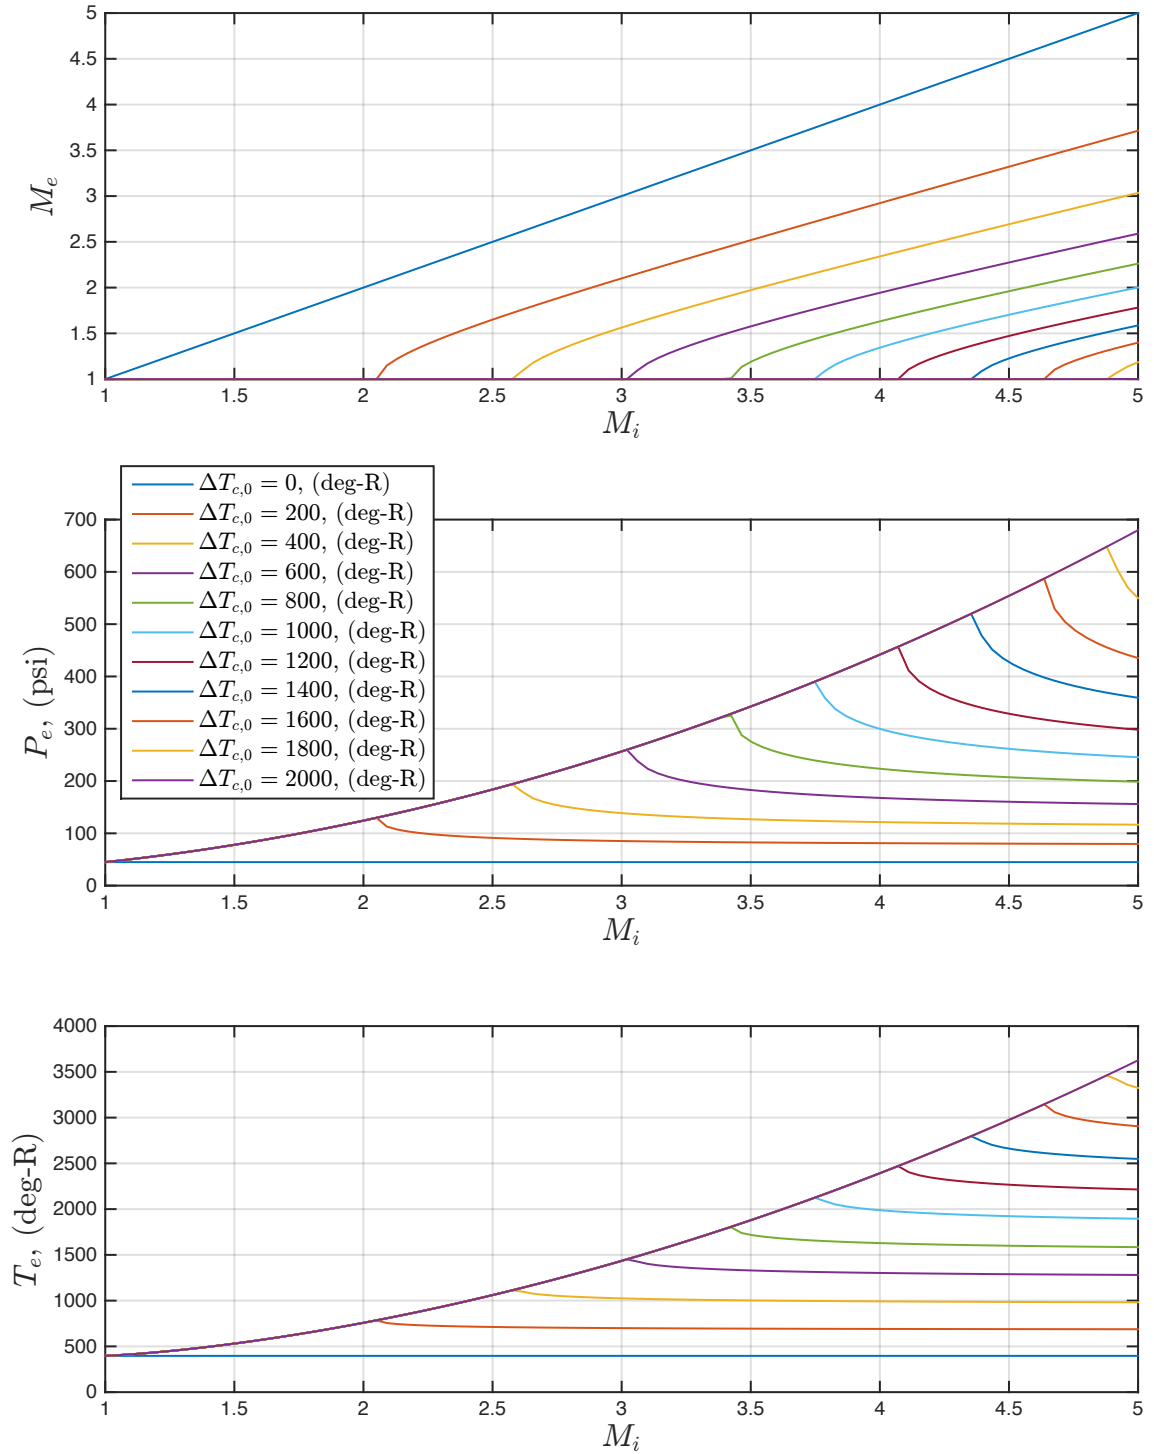 5
4.5
4
3.5
3
2.5
2
1.5
1
M_e
1 1.5 2 2.5 3 3.5 4 4.5 5
M_i
ΔT_{c,0} = 0, (deg-R)
ΔT_{c,0} = 200, (deg-R)
ΔT_{c,0} = 400, (deg-R)
ΔT_{c,0} = 600, (deg-R)
ΔT_{c,0} = 800, (deg-R)
ΔT_{c,0} = 1000, (deg-R)
ΔT_{c,0} = 1200, (deg-R)
ΔT_{c,0} = 1400, (deg-R)
ΔT_{c,0} = 1600, (deg-R)
ΔT_{c,0} = 1800, (deg-R)
ΔT_{c,0} = 2000, (deg-R)
700
600
500
400
300
200
100
0
P_e, (psi)
1 1.5 2 2.5 3 3.5 4 4.5 5
M_i
4000
3500
3000
2500
2000
1500
1000
500
0
T_e, (deg-R)
1 1.5 2 2.5 3 3.5 4 4.5 5
M_i